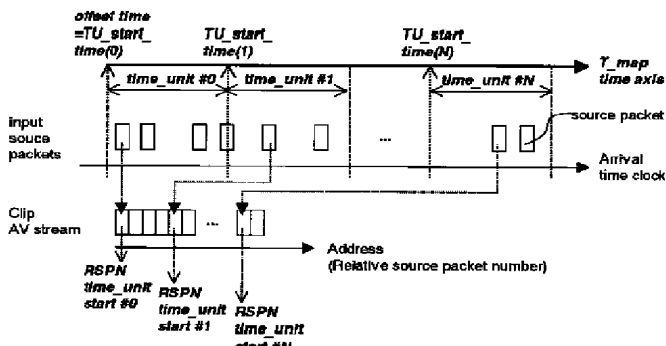 offset time
=TU_start_
time(0)
TU_start_
time(1)
TU_start_
time(N)
T_map
time axis
time_unit #0
time_unit #1
time_unit #N
input
souce
packets
...
source packet
Arrival
time clock
Clip
AV stream
...
Address
(Relative source packet number)
RSPN
time_unit
start #0
RSPN
time_unit
start #1
RSPN
time_unit
start #N